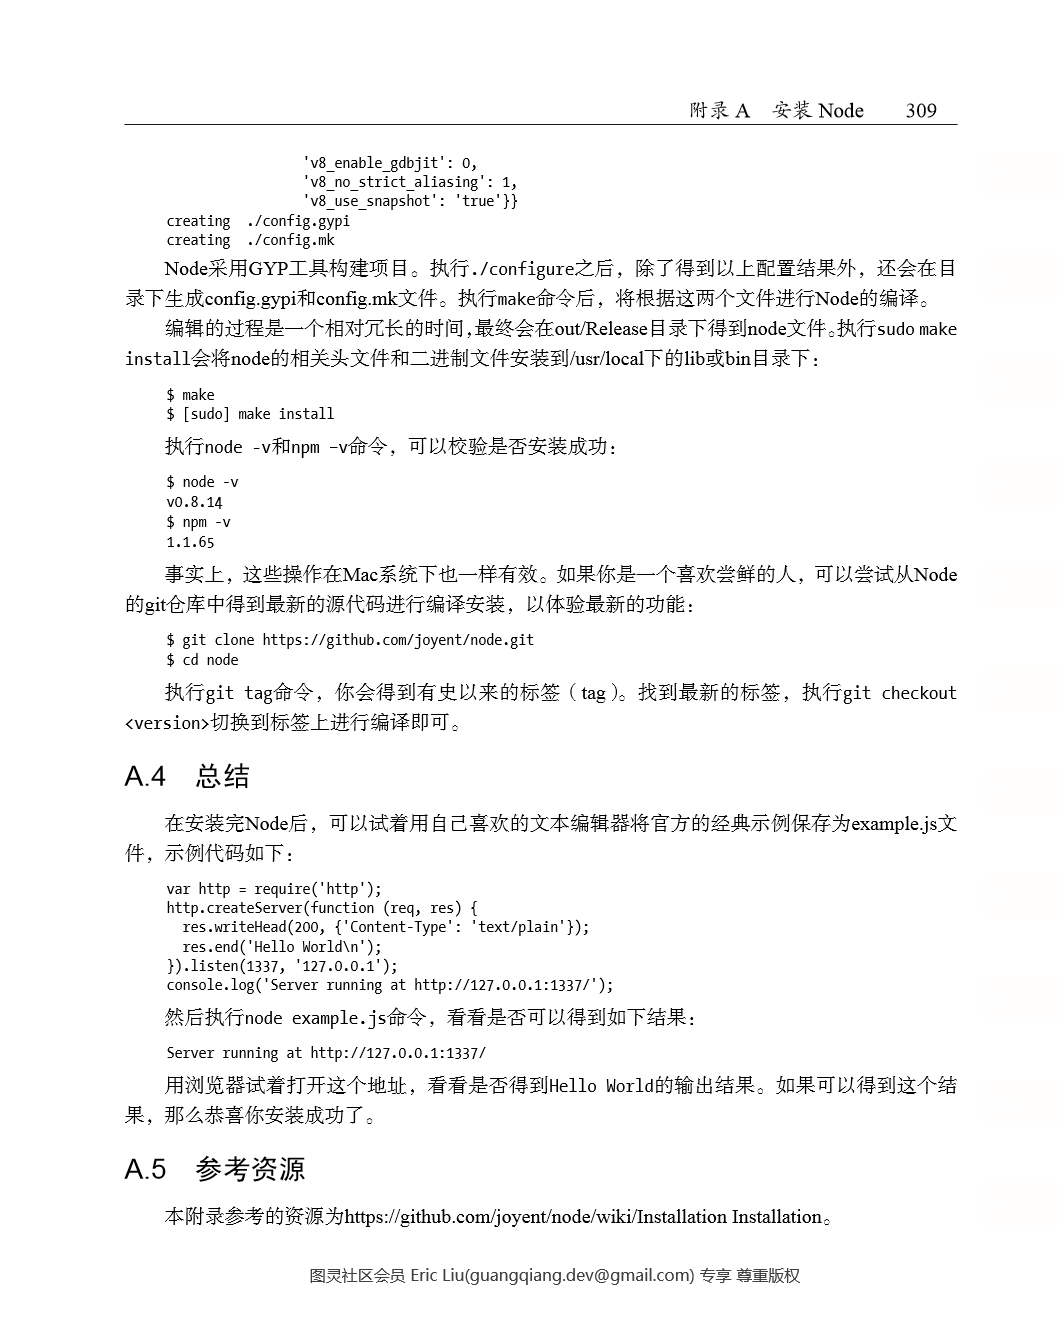 附录 A 安装 Node 309
'v8_enable_gdbjit': 0,
'v8_no_strict_aliasing': 1,
'v8_use_snapshot': 'true'}}
creating ./config.gypi
creating ./config.mk
Node采用GYP工具构建项目。执行./configure之后，除了得到以上配置结果外，还会在目
录下生成config.gypi和config.mk文件。执行make命令后，将根据这两个文件进行Node的编译。
编辑的过程是一个相对冗长的时间，最终会在out/Release目录下得到node文件。执行sudo make
install会将node的相关头文件和二进制文件安装到/usr/local下的lib或bin目录下：
$ make
$ [sudo] make install
执行node -v和npm –v命令，可以校验是否安装成功：
$ node -v
v0.8.14
$ npm -v
1.1.65
事实上，这些操作在Mac系统下也一样有效。如果你是一个喜欢尝鲜的人，可以尝试从Node
的git仓库中得到最新的源代码进行编译安装，以体验最新的功能：
$ git clone https://github.com/joyent/node.git
$ cd node
执行git tag命令，你会得到有史以来的标签（tag）。找到最新的标签，执行git checkout
<version>切换到标签上进行编译即可。
A.4 总结
在安装完Node后，可以试着用自己喜欢的文本编辑器将官方的经典示例保存为example.js文
件，示例代码如下：
var http = require('http');
http.createServer(function (req, res) {
res.writeHead(200, {'Content-Type': 'text/plain'});
res.end('Hello World\n');
}).listen(1337, '127.0.0.1');
console.log('Server running at http://127.0.0.1:1337/');
然后执行node example.js命令，看看是否可以得到如下结果：
Server running at http://127.0.0.1:1337/
用浏览器试着打开这个地址，看看是否得到Hello World的输出结果。如果可以得到这个结
果，那么恭喜你安装成功了。
A.5 参考资源
本附录参考的资源为https://github.com/joyent/node/wiki/Installation Installation。
图灵社区会员 Eric Liu(guangqiang.dev@gmail.com) 专享 尊重版权